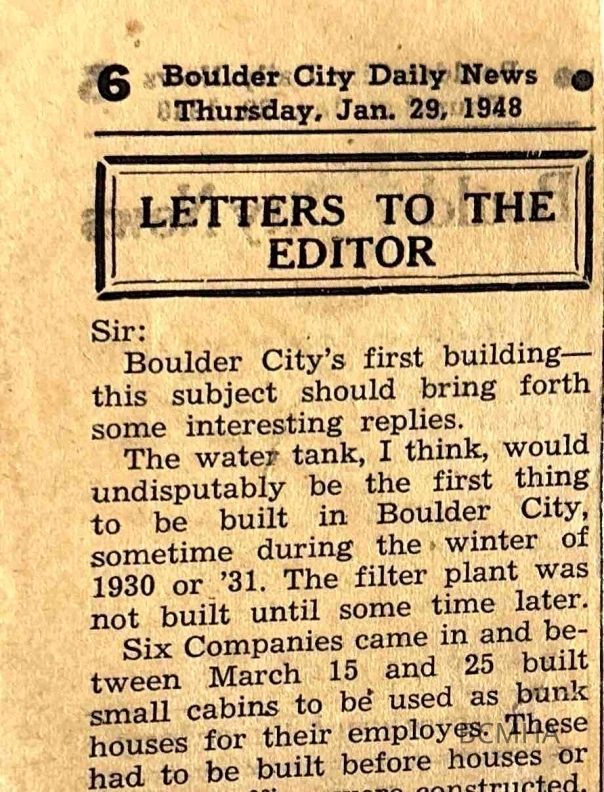 6 Boulder City Daily News
Thursday, Jan. 29, 1948
LETTERS TO THE
EDITOR
Sir:
Boulder City's first building—
this subject should bring forth
some interesting replies.
The water tank, I think, would
undisputably be the first thing
to be built in Boulder City,
sometime during the winter of
1930 or '31. The filter plant was
not built until some time later.
Six Companies came in and be-
tween March 15 and 25 built
small cabins to be used as bunk
houses for their employes. These
BCMHA
had to be built before houses or
were constructed.